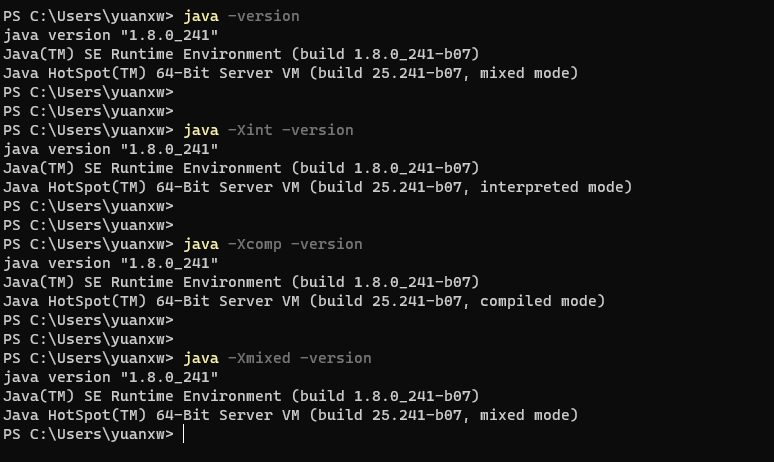 PS C:\Users\yuanxw> java -version
java version "1.8.0_241"
Java(TM) SE Runtime Environment (build 1.8.0_241-b07)
Java HotSpot(TM) 64-Bit Server VM (build 25.241-b07, mixed mode)
PS C:\Users\yuanxw>
PS C:\Users\yuanxw>
PS C:\Users\yuanxw> java -Xint -version
java version "1.8.0_241"
Java(TM) SE Runtime Environment (build 1.8.0_241-b07)
Java HotSpot(TM) 64-Bit Server VM (build 25.241-b07, interpreted mode)
PS C:\Users\yuanxw>
PS C:\Users\yuanxw>
PS C:\Users\yuanxw> java -Xcomp -version
java version "1.8.0_241"
Java(TM) SE Runtime Environment (build 1.8.0_241-b07)
Java HotSpot(TM) 64-Bit Server VM (build 25.241-b07, compiled mode)
PS C:\Users\yuanxw>
PS C:\Users\yuanxw>
PS C:\Users\yuanxw> java -Xmixed -version
java version "1.8.0_241"
Java(TM) SE Runtime Environment (build 1.8.0_241-b07)
Java HotSpot(TM) 64-Bit Server VM (build 25.241-b07, mixed mode)
PS C:\Users\yuanxw>